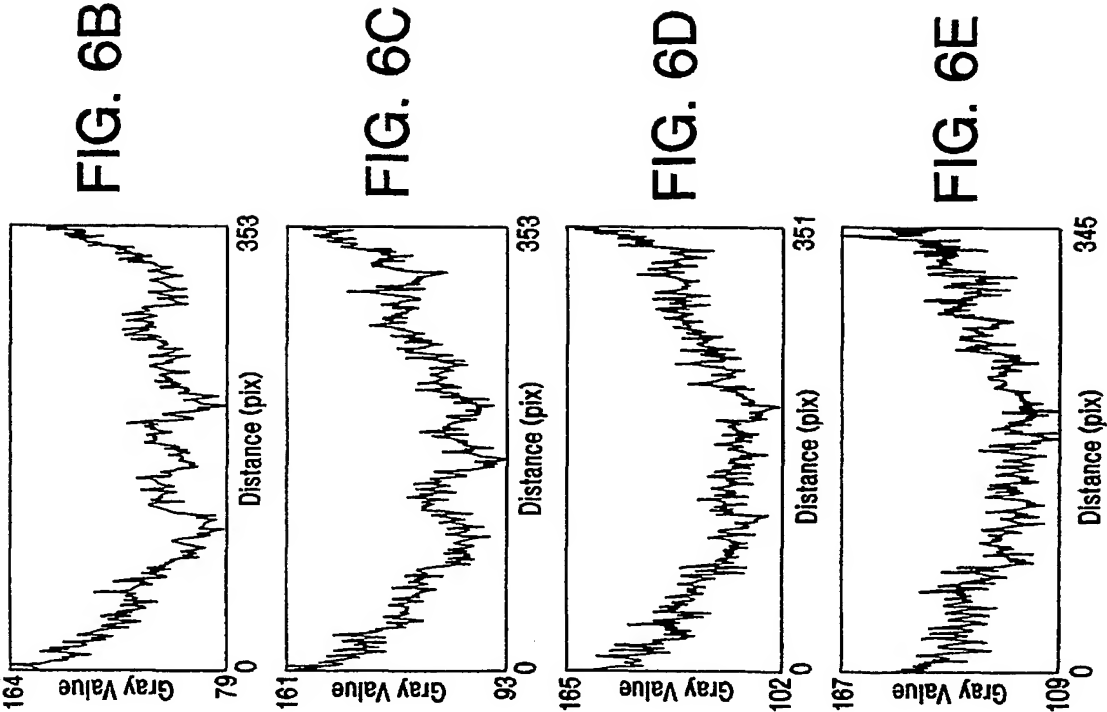 FIG. 6B
164
Gray Value
79
0
Distance (pix)
353
FIG. 6C
161
Gray Value
93
0
Distance (pix)
353
FIG. 6D
165
Gray Value
102
0
Distance (pix)
351
FIG. 6E
167
Gray Value
109
0
Distance (pix)
345